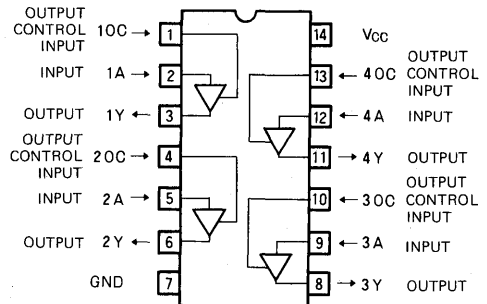 OUTPUT
CONTROL 1OC → 1
INPUT
INPUT 1A → 2
OUTPUT 1Y ← 3
OUTPUT
CONTROL 2OC → 4
INPUT
INPUT 2A → 5
OUTPUT 2Y ← 6
GND 7
14 VCC
OUTPUT
13 ← 4OC CONTROL
INPUT
12 ← 4A INPUT
11 → 4Y OUTPUT
OUTPUT
10 ← 3OC CONTROL
INPUT
9 ← 3A INPUT
8 → 3Y OUTPUT